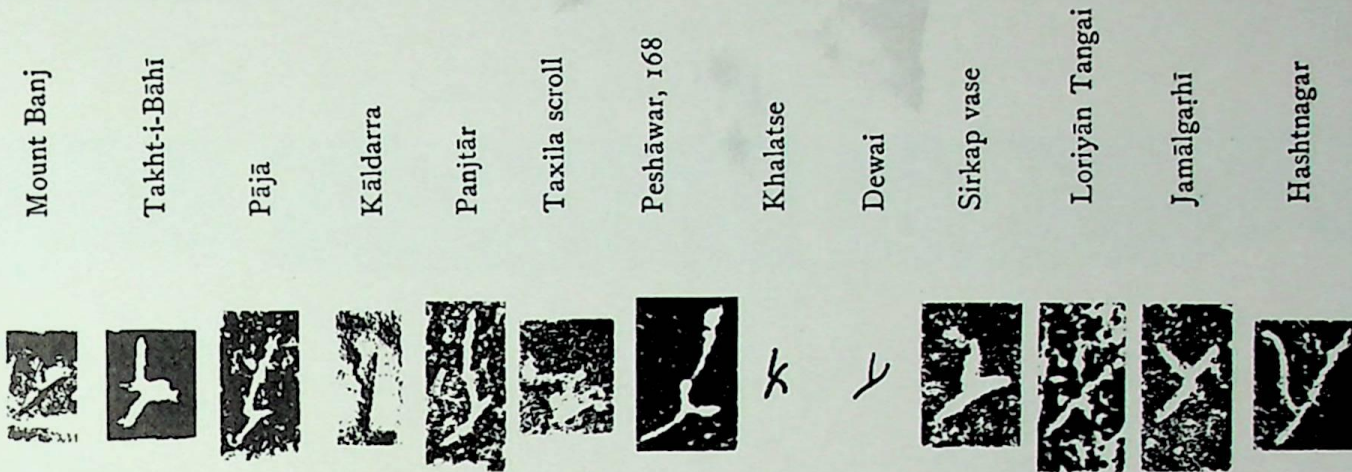 Mount Banj
Takht-i-Bāhī
Pājā
Kāldarra
Panjtār
Taxila scroll
Peshāwar, 168
Khalatse
Dewai
Sirkap vase
Loriyān Tangai
Jamālgaṛhī
Hashtnagar